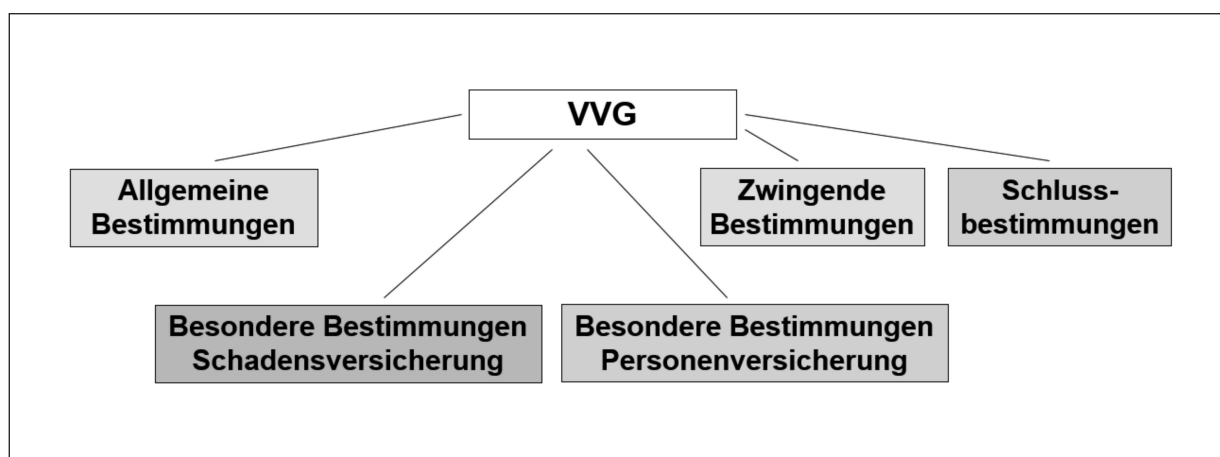 VVG
Allgemeine
Bestimmungen
Zwingende
Bestimmungen
Schluss-
bestimmungen
Besondere Bestimmungen
Schadensversicherung
Besondere Bestimmungen
Personenversicherung